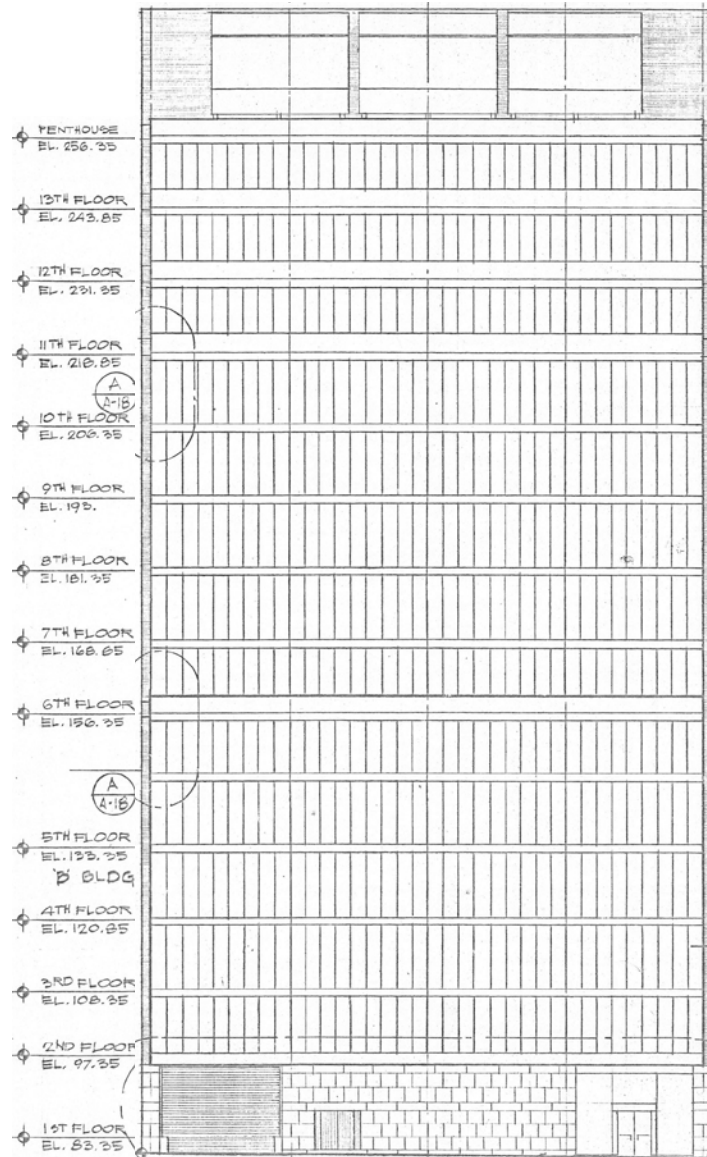 PENTHOUSE
EL. 256.35
13TH FLOOR
EL. 243.85
12TH FLOOR
EL. 231.35
11TH FLOOR
EL. 218.85
A
A-18
10TH FLOOR
EL. 206.35
9TH FLOOR
EL. 193.
8TH FLOOR
EL. 181.35
7TH FLOOR
EL. 168.85
6TH FLOOR
EL. 156.35
A
A-18
5TH FLOOR
EL. 133.35
'B' BLDG
4TH FLOOR
EL. 120.85
3RD FLOOR
EL. 108.35
2ND FLOOR
EL. 97.35
1ST FLOOR
EL. 83.35